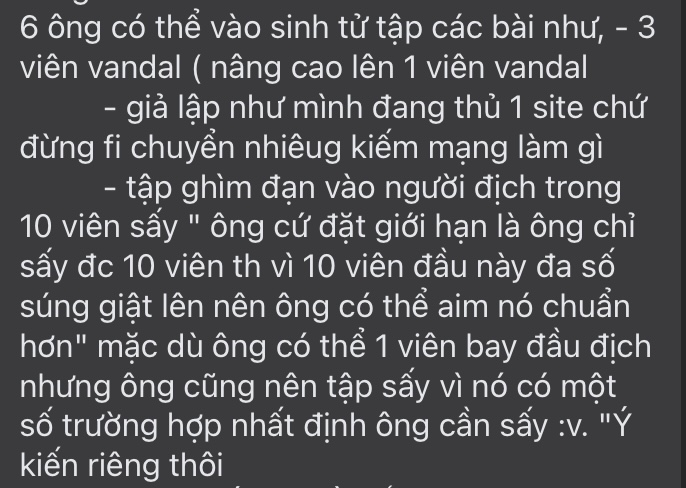 6 ông có thể vào sinh tử tập các bài như, - 3
viên vandal ( nâng cao lên 1 viên vandal
- giả lập như mình đang thủ 1 site chứ
đừng fi chuyển nhiêug kiếm mạng làm gì
- tập ghìm đạn vào người địch trong
10 viên sấy " ông cứ đặt giới hạn là ông chỉ
sấy đc 10 viên th vì 10 viên đầu này đa số
súng giật lên nên ông có thể aim nó chuẩn
hơn" mặc dù ông có thể 1 viên bay đầu địch
nhưng ông cũng nên tập sấy vì nó có một
số trường hợp nhất định ông cần sấy :v. "Ý
kiến riêng thôi